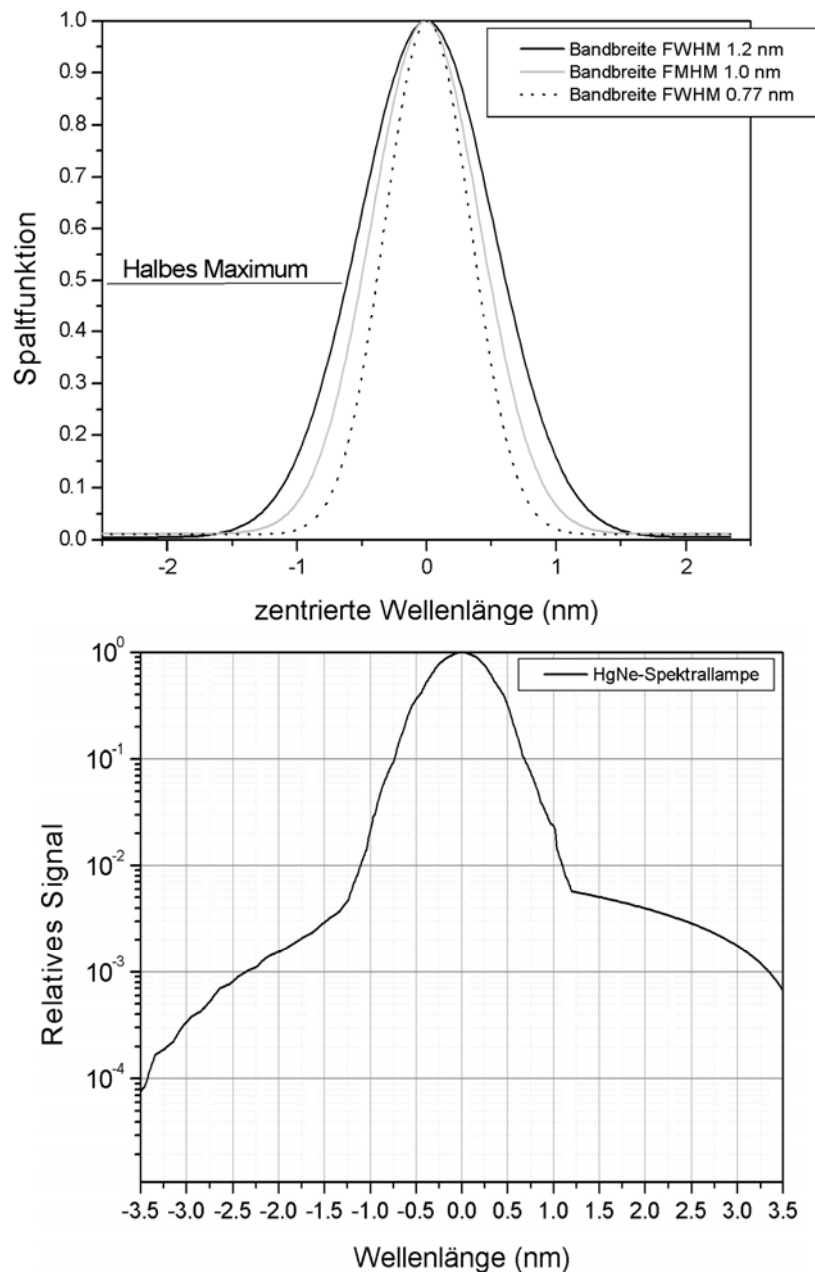 1.0
0.9
0.8
0.7
0.6
0.5
0.4
0.3
0.2
0.1
0.0
Spaltfunktion
Halbes Maximum
Bandbreite FWHM 1.2 nm
Bandbreite FMHM 1.0 nm
Bandbreite FWHM 0.77 nm
-2 -1 0 1 2
zentrierte Wellenlänge (nm)
10^0
10^-1
10^-2
10^-3
10^-4
Relatives Signal
HgNe-Spektrallampe
-3.5 -3.0 -2.5 -2.0 -1.5 -1.0 -0.5 0.0 0.5 1.0 1.5 2.0 2.5 3.0 3.5
Wellenlänge (nm)